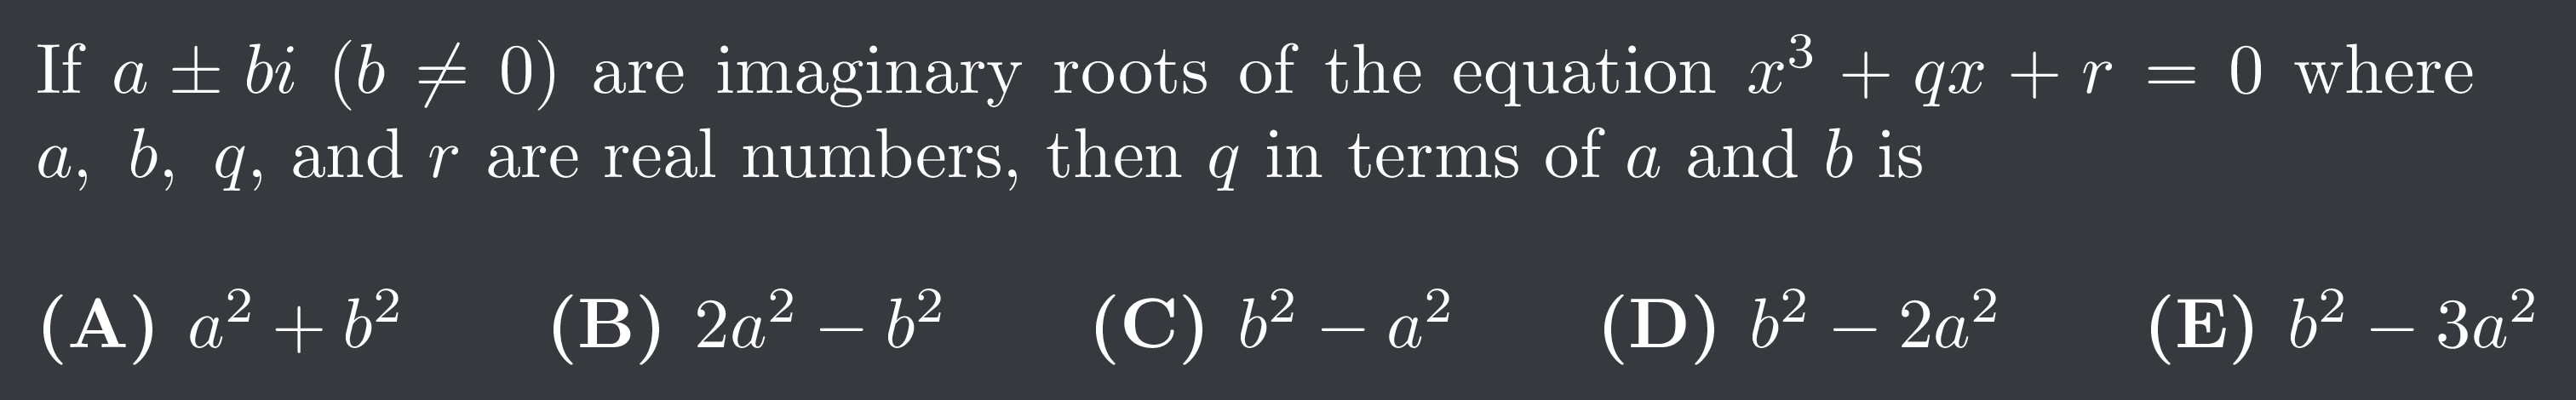 If a ± bi (b ≠ 0) are imaginary roots of the equation x³ + qx + r = 0 where
a, b, q, and r are real numbers, then q in terms of a and b is
(A) a² + b² (B) 2a² − b² (C) b² − a² (D) b² − 2a² (E) b² − 3a²